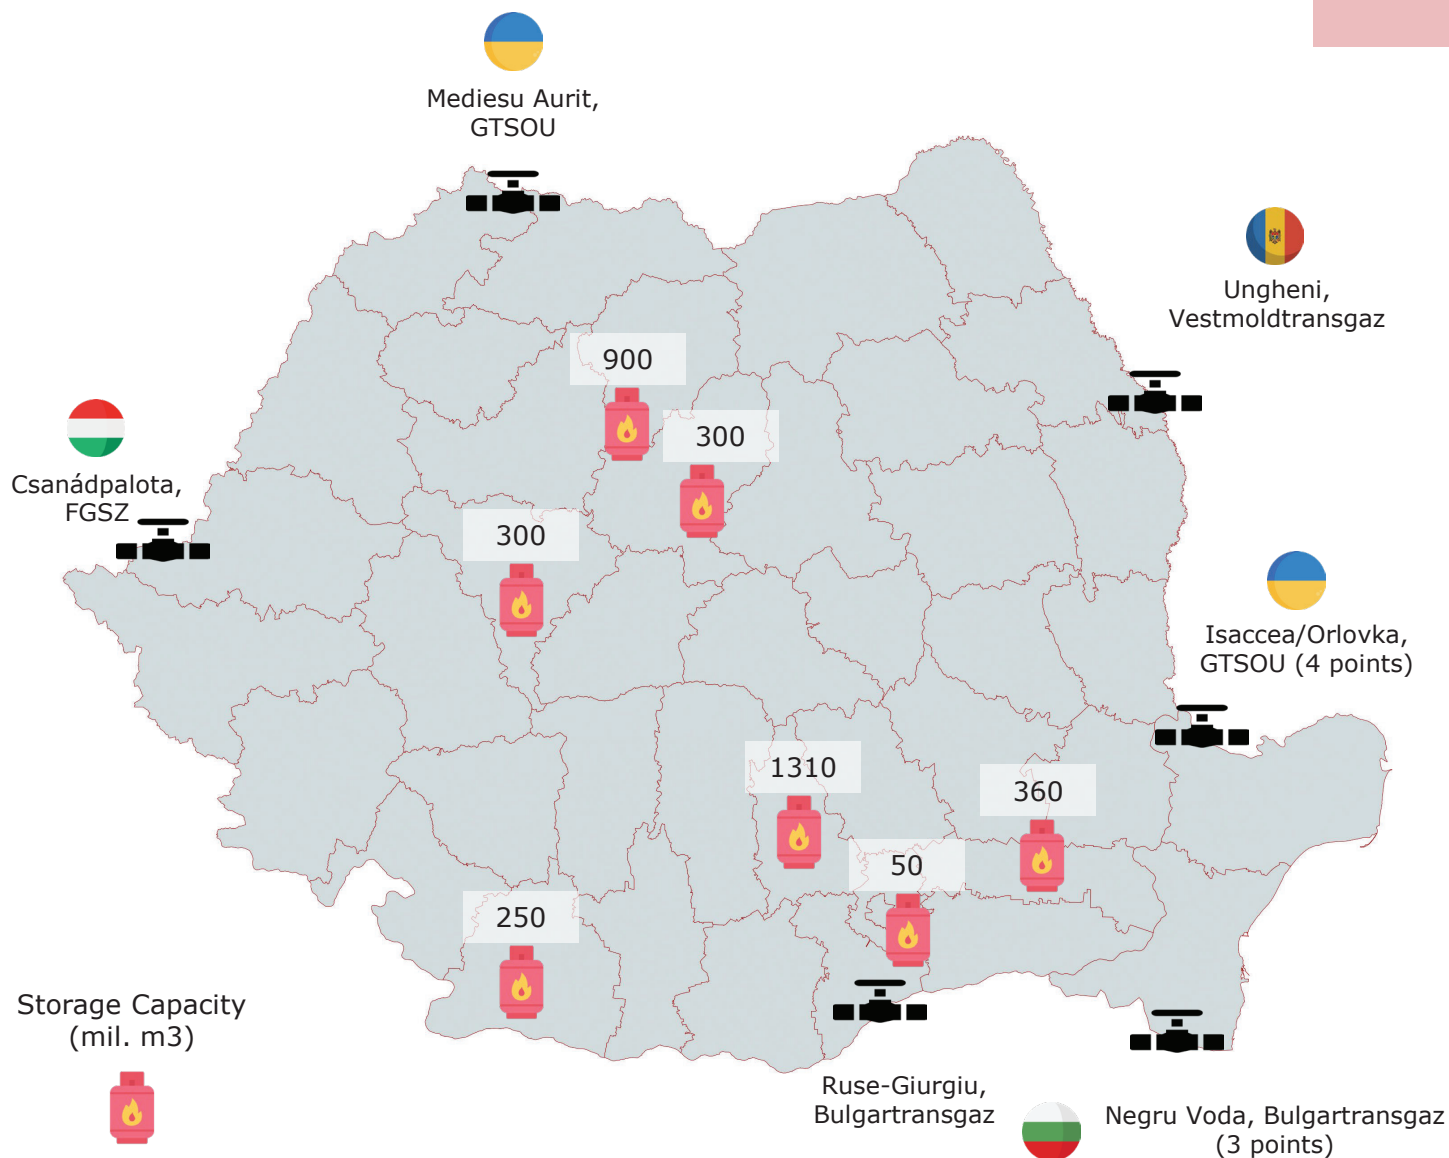 Mediesu Aurit,
GTSOU
Ungheni,
Vestmoldtransgaz
900
300
Csanádpalota,
FGSZ
300
Isaccea/Orlovka,
GTSOU (4 points)
1310
360
50
250
Storage Capacity
(mil. m3)
Ruse-Giurgiu,
Bulgartransgaz
Negru Voda, Bulgartransgaz
(3 points)